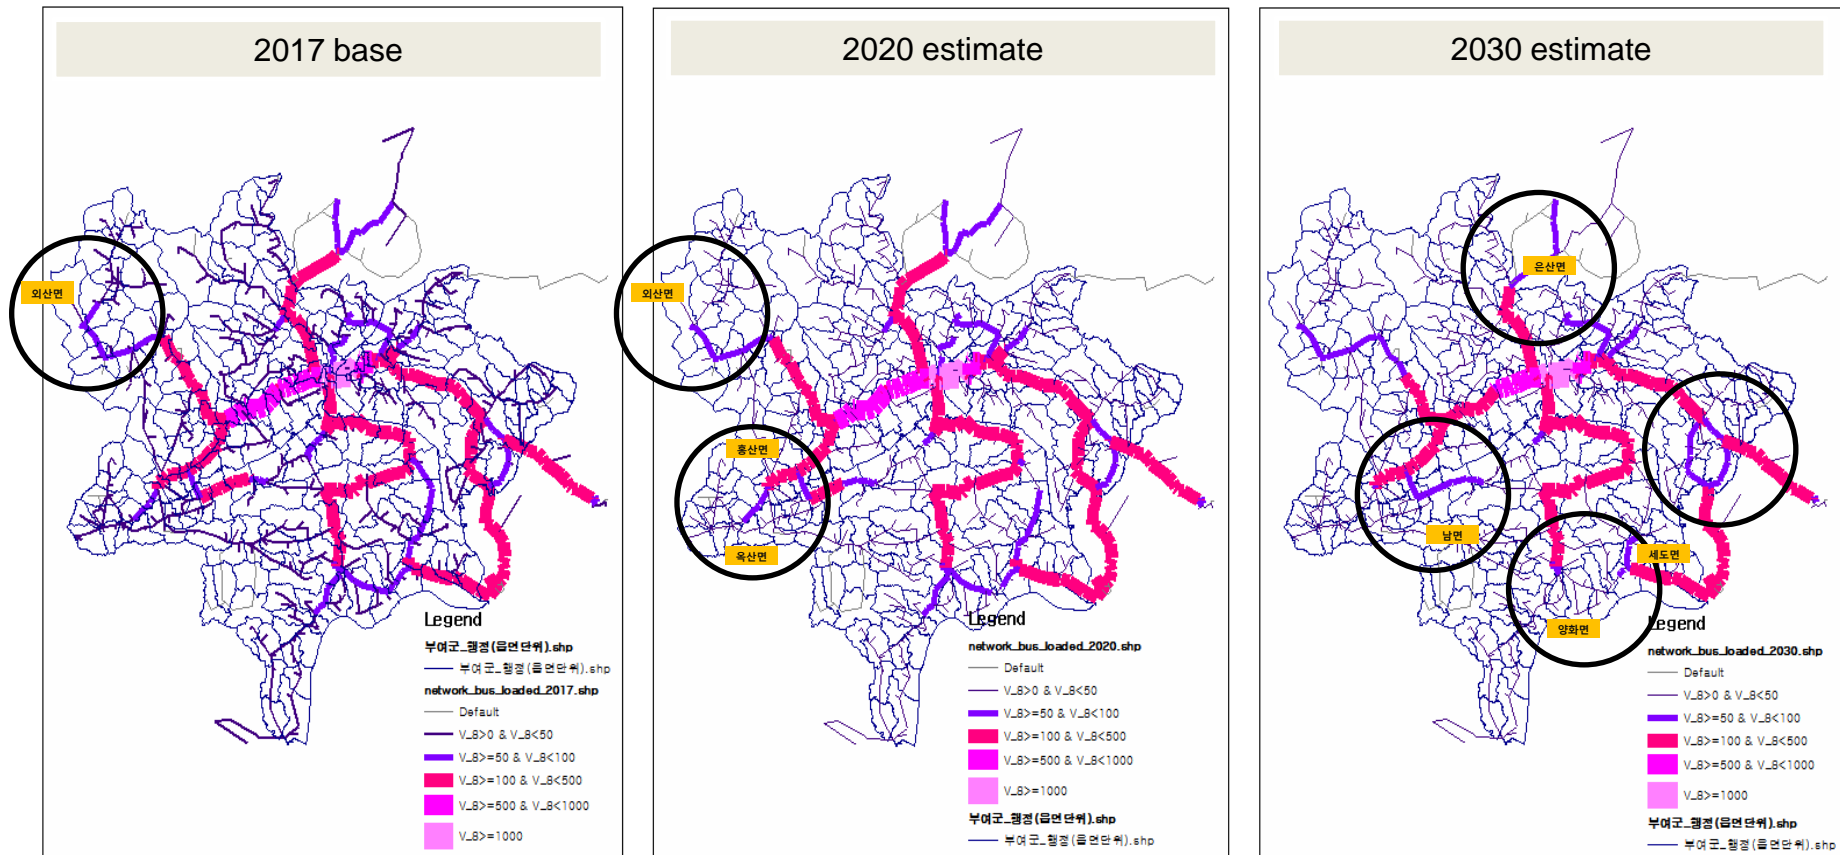 2017 base
외산면
Legend
부여군_행정(읍면단위).shp
부여군_행정(읍면단위).shp
network_bus_loaded_2017.shp
Default
V_8>0 & V_8<50
V_8>=50 & V_8<100
V_8>=100 & V_8<500
V_8>=500 & V_8<1000
V_8>=1000
2020 estimate
외산면
홍산면
옥산면
Legend
network_bus_loaded_2020.shp
Default
V_8>0 & V_8<50
V_8>=50 & V_8<100
V_8>=100 & V_8<500
V_8>=500 & V_8<1000
V_8>=1000
부여군_행정(읍면단위).shp
부여군_행정(읍면단위).shp
2030 estimate
은산면
남면
세도면
양화면
Legend
network_bus_loaded_2030.shp
Default
V_8>0 & V_8<50
V_8>=50 & V_8<100
V_8>=100 & V_8<500
V_8>=500 & V_8<1000
V_8>=1000
부여군_행정(읍면단위).shp
부여군_행정(읍면단위).shp